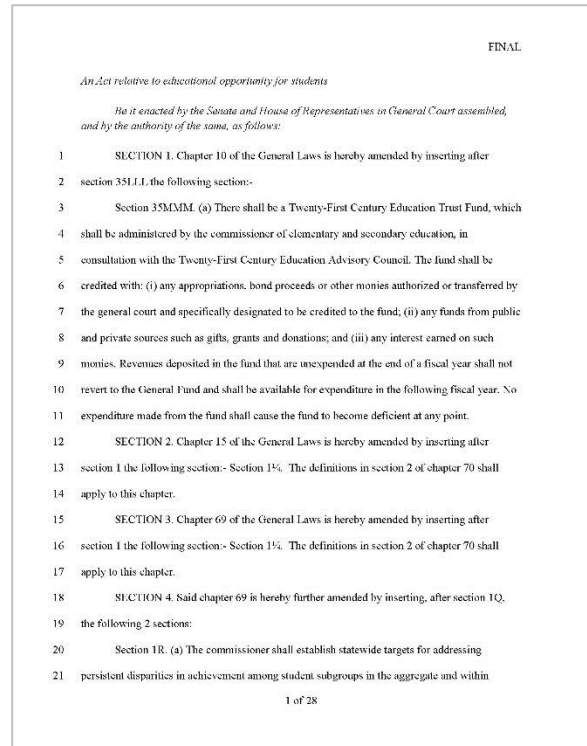 FINAL
An Act relative to educational opportunity for students
Be it enacted by the Senate and House of Representatives in General Court assembled,
and by the authority of the same, as follows:
1 SECTION 1. Chapter 10 of the General Laws is hereby amended by inserting after
2 section 35LLL the following section:-
3 Section 35MMM. (a) There shall be a Twenty-First Century Education Trust Fund, which
4 shall be administered by the commissioner of elementary and secondary education, in
5 consultation with the Twenty-First Century Education Advisory Council. The fund shall be
6 credited with: (i) any appropriations, bond proceeds or other monies authorized or transferred by
7 the general court and specifically designated to be credited to the fund; (ii) any funds from public
8 and private sources such as gifts, grants and donations; and (iii) any interest earned on such
9 monies. Revenues deposited in the fund that are unexpended at the end of a fiscal year shall not
10 revert to the General Fund and shall be available for expenditure in the following fiscal year. No
11 expenditure made from the fund shall cause the fund to become deficient at any point.
12 SECTION 2. Chapter 15 of the General Laws is hereby amended by inserting after
13 section 1 the following section:- Section 1¼. The definitions in section 2 of chapter 70 shall
14 apply to this chapter.
15 SECTION 3. Chapter 69 of the General Laws is hereby amended by inserting after
16 section 1 the following section:- Section 1¼. The definitions in section 2 of chapter 70 shall
17 apply to this chapter.
18 SECTION 4. Said chapter 69 is hereby further amended by inserting, after section 1Q,
19 the following 2 sections:
20 Section 1R. (a) The commissioner shall establish statewide targets for addressing
21 persistent disparities in achievement among student subgroups in the aggregate and within
1 of 28